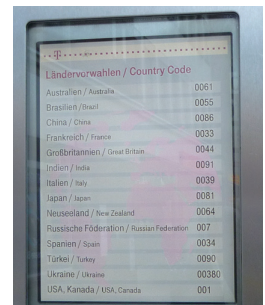 T
Ländervorwahlen / Country Code
Australien / Australia 0061
Brasilien / Brazil 0055
China / China 0086
Frankreich / France 0033
Großbritannien / Great Britain 0044
Indien / India 0091
Italien / Italy 0039
Japan / Japan 0081
Neuseeland / New Zealand 0064
Russische Föderation / Russian Federation 007
Spanien / Spain 0034
Türkei / Turkey 0090
Ukraine / Ukraine 00380
USA, Kanada / USA, Canada 001